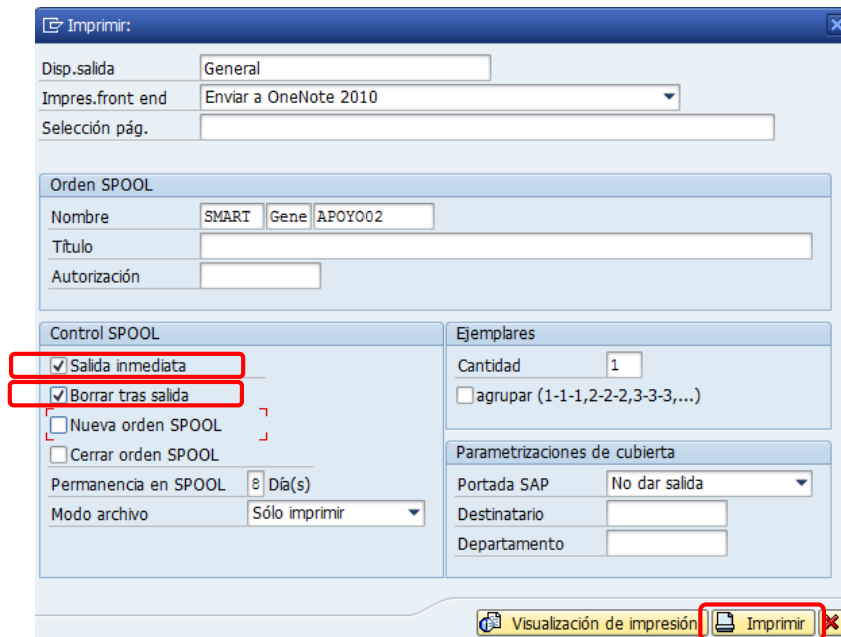 Imprimir:
Disp.salida General
Impres.front end Enviar a OneNote 2010
Selección pág.
Orden SPOOL
Nombre SMART Gene APOYO02
Título
Autorización
Control SPOOL
Salida inmediata
Borrar tras salida
Nueva orden SPOOL
Cerrar orden SPOOL
Permanencia en SPOOL 8 Día(s)
Modo archivo Sólo imprimir
Ejemplares
Cantidad 1
agrupar (1-1-1,2-2-2,3-3-3,...)
Parametrizaciones de cubierta
Portada SAP No dar salida
Destinatario
Departamento
Visualización de impresión Imprimir